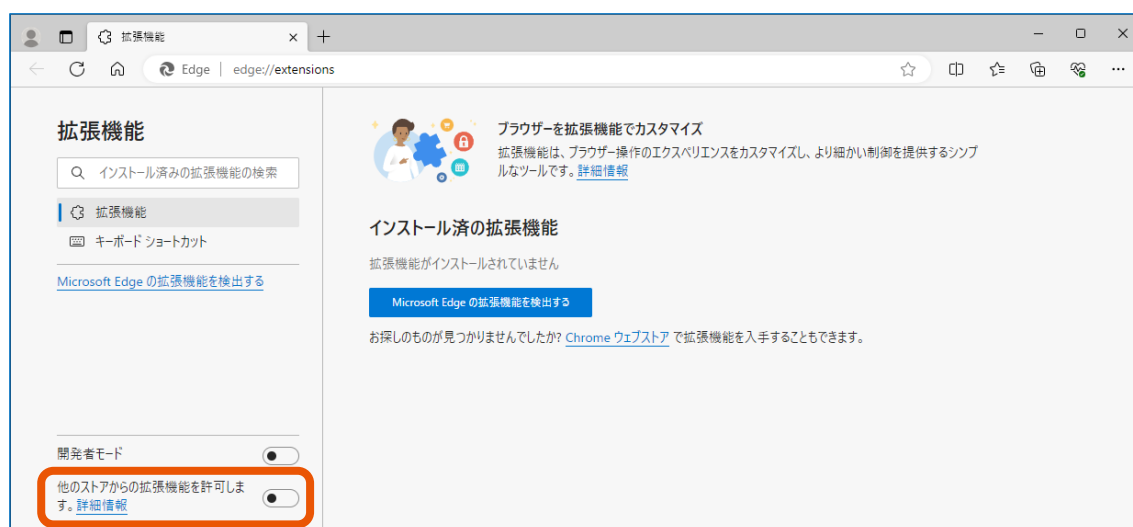 拡張機能
Edge
edge://extensions
拡張機能
インストール済みの拡張機能の検索
拡張機能
キーボード ショートカット
Microsoft Edge の拡張機能を検出する
開発者モード
他のストアからの拡張機能を許可しま
す。詳細情報
ブラウザーを拡張機能でカスタマイズ
拡張機能は、ブラウザー操作のエクスペリエンスをカスタマイズし、より細かい制御を提供するシンプ
ルなツールです。詳細情報
インストール済の拡張機能
拡張機能がインストールされていません
Microsoft Edge の拡張機能を検出する
お探しのものが見つかりませんでしたか? Chrome ウェブストア で拡張機能を入手することもできます。